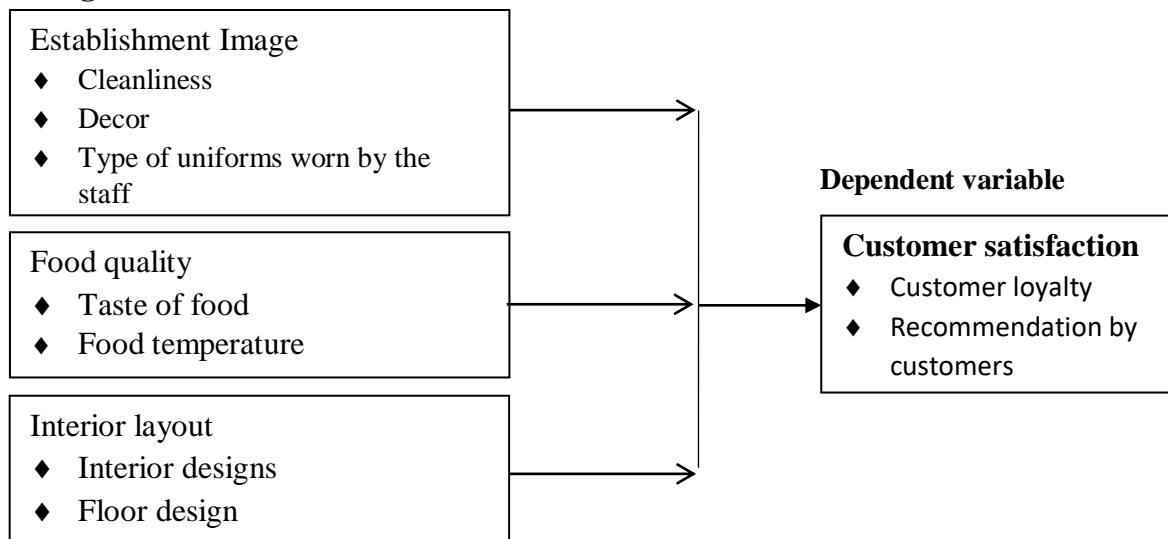 Establishment Image
♦ Cleanliness
♦ Decor
♦ Type of uniforms worn by the
staff
Food quality
♦ Taste of food
♦ Food temperature
Interior layout
♦ Interior designs
♦ Floor design
Dependent variable
Customer satisfaction
♦ Customer loyalty
♦ Recommendation by
customers